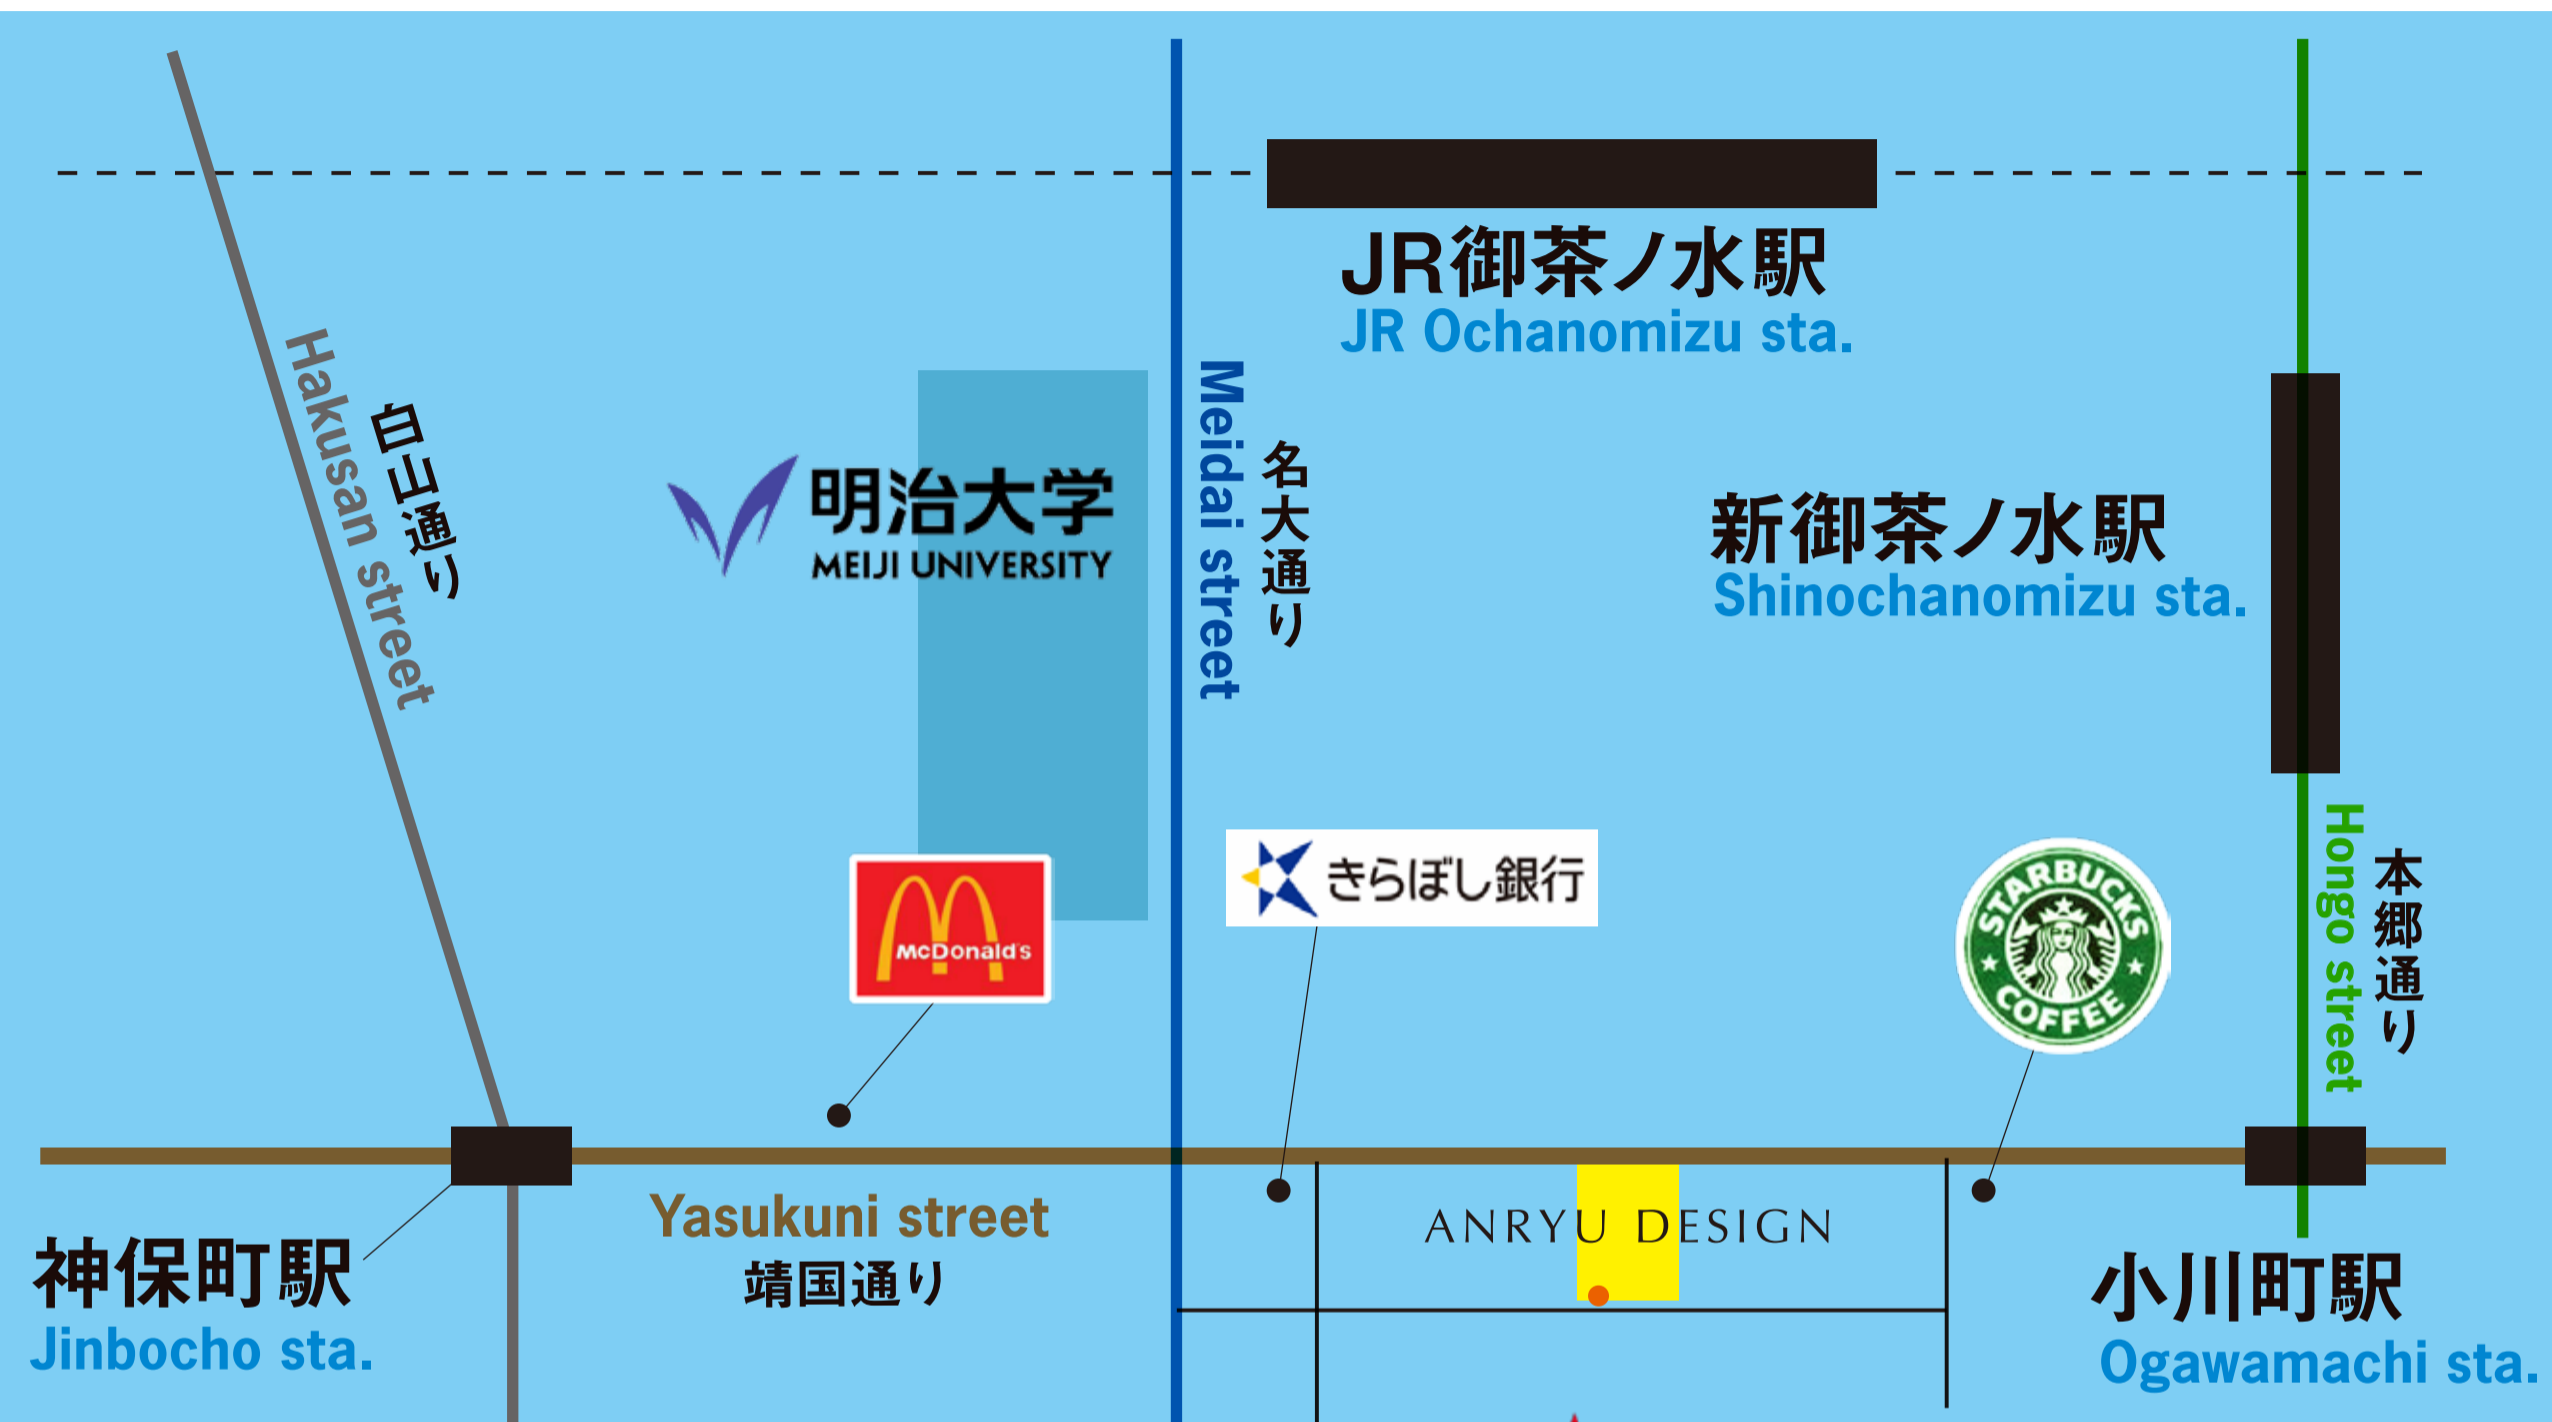 JR御茶ノ水駅
JR Ochanomizu sta.
Hakusan street
白山通り
明治大学
MEIJI UNIVERSITY
Meidai street
名大通り
新御茶ノ水駅
Shinochanomizu sta.
McDonald's
きらぼし銀行
STARBUCKS
COFFEE
Hongo street
本郷通り
Yasukuni street
靖国通り
ANRYU DESIGN
神保町駅
Jinbocho sta.
小川町駅
Ogawamachi sta.